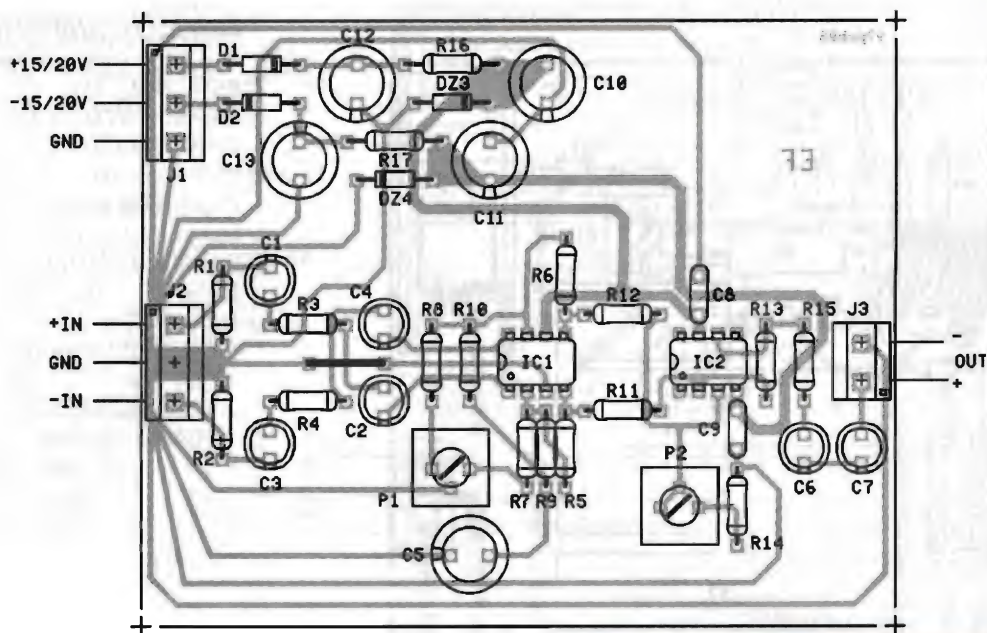 +15/20V
-15/20V
GND
J1
D1
D2
C12
R16
DZ3
C10
C13
R17
DZ4
C11
C1
R1
J2
R3
C4
+IN
GND
-IN
R8 R10
R6
R12
C8
R13 R15
J3
IC1
IC2
-
OUT
+
R4
C2
R11
C9
R2
C3
P1
R7 R9 R5
P2
C6
C7
R14
C5
EF